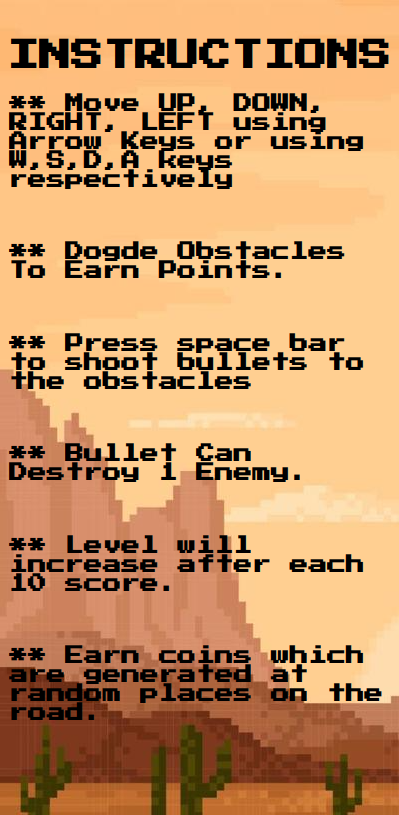 INSTRUCTIONS
** Move UP, DOWN,
RIGHT, LEFT using
Arrow Keys or using
W,S,D,A keys
respectively
** Dogde Obstacles
To Earn Points.
** Press space bar
to shoot bullets to
the obstacles
** Bullet Can
Destroy 1 Enemy.
** Level will
increase after each
10 score.
** Earn coins which
are generated at
random places on the
road.